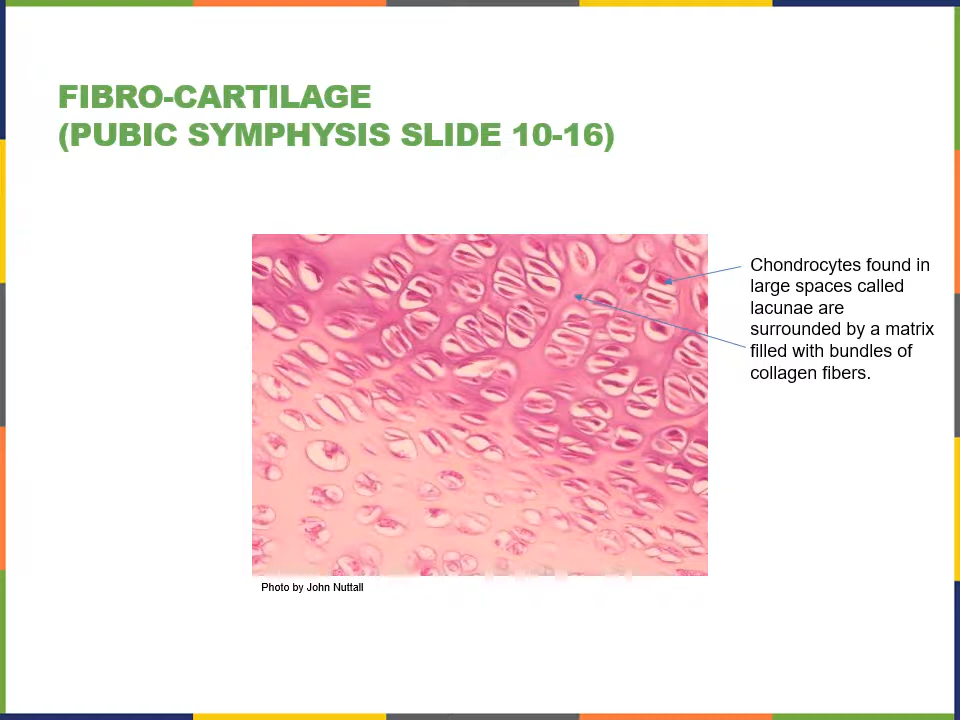 FIBRO-CARTILAGE
(PUBIC SYMPHYSIS SLIDE 10-16)
Chondrocytes found in
large spaces called
lacunae are
surrounded by a matrix
filled with bundles of
collagen fibers.
Photo by John Nuttall